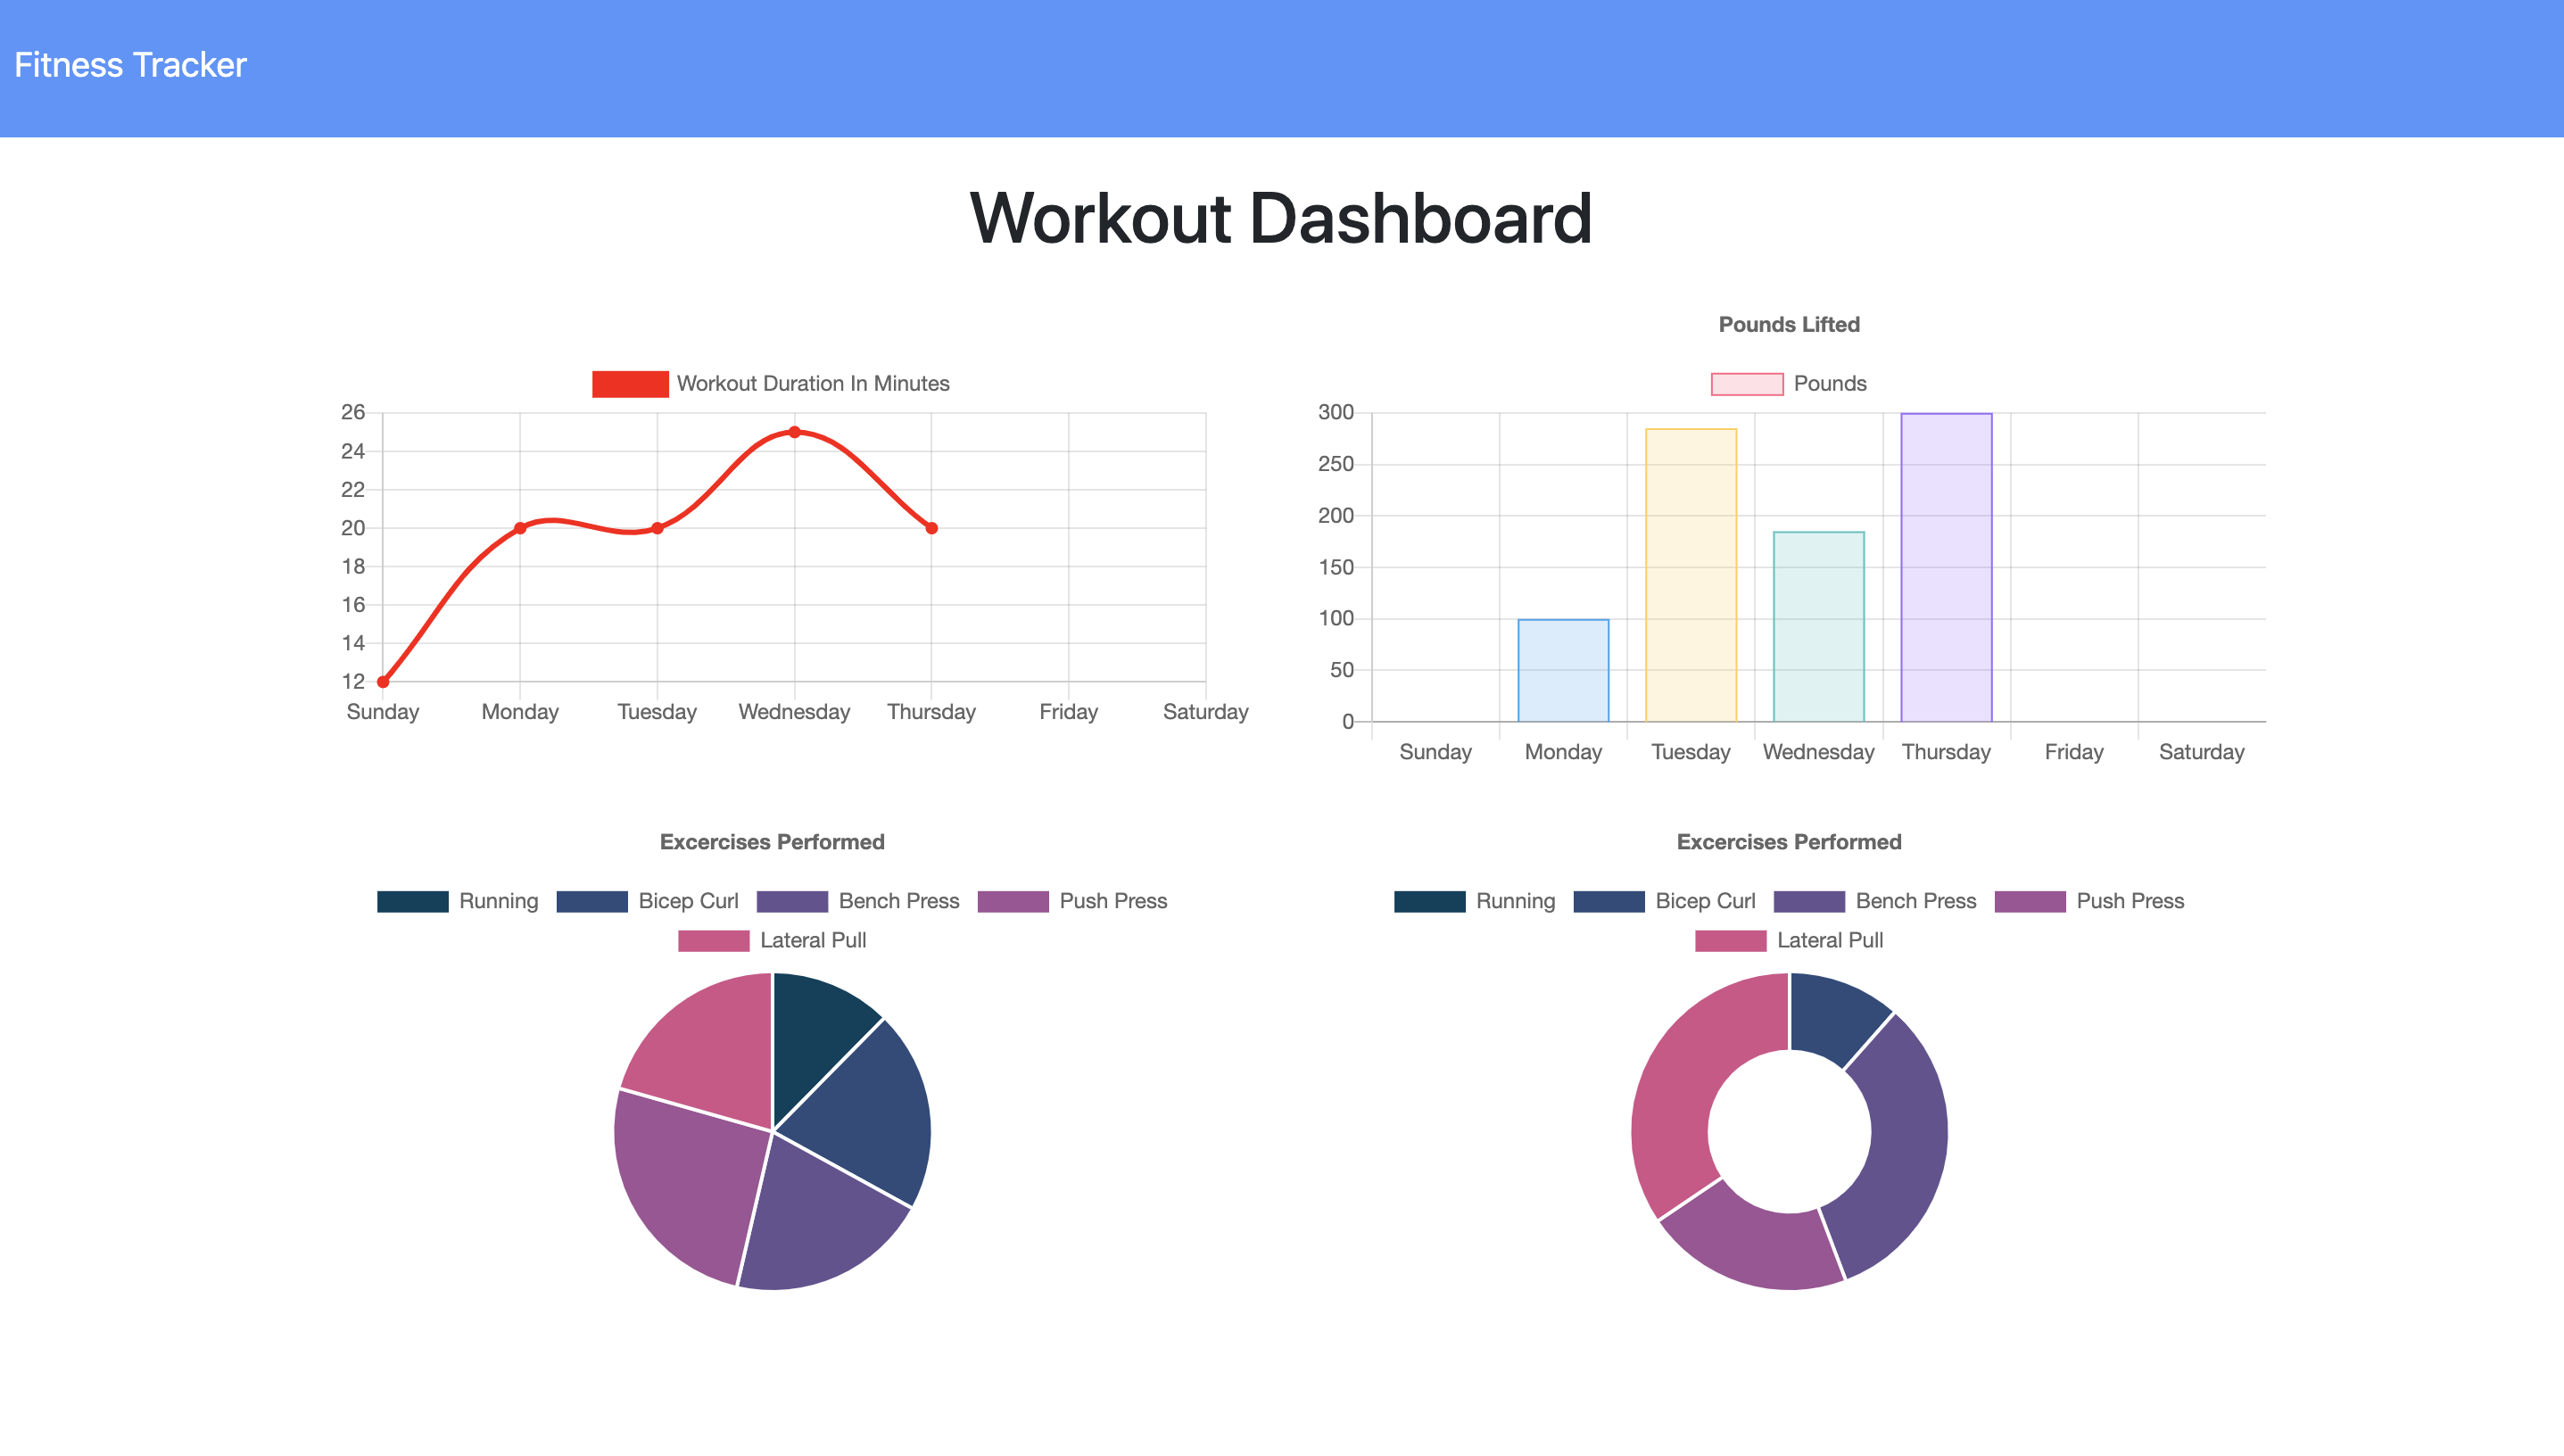 Fitness Tracker
Workout Dashboard
Workout Duration In Minutes
26
24
22
20
18
16
14
12
Sunday Monday Tuesday Wednesday Thursday Friday Saturday
Pounds Lifted
Pounds
300
250
200
150
100
50
0
Sunday Monday Tuesday Wednesday Thursday Friday Saturday
Excercises Performed
Running Bicep Curl Bench Press Push Press
Lateral Pull
Excercises Performed
Running Bicep Curl Bench Press Push Press
Lateral Pull